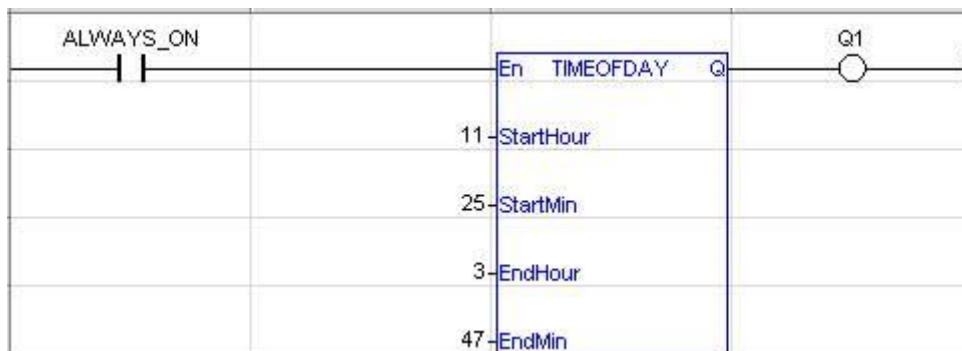 ALWAYS_ON
Q1
En TIMEOFDAY Q
11 StartHour
25 StartMin
3 EndHour
47 EndMin